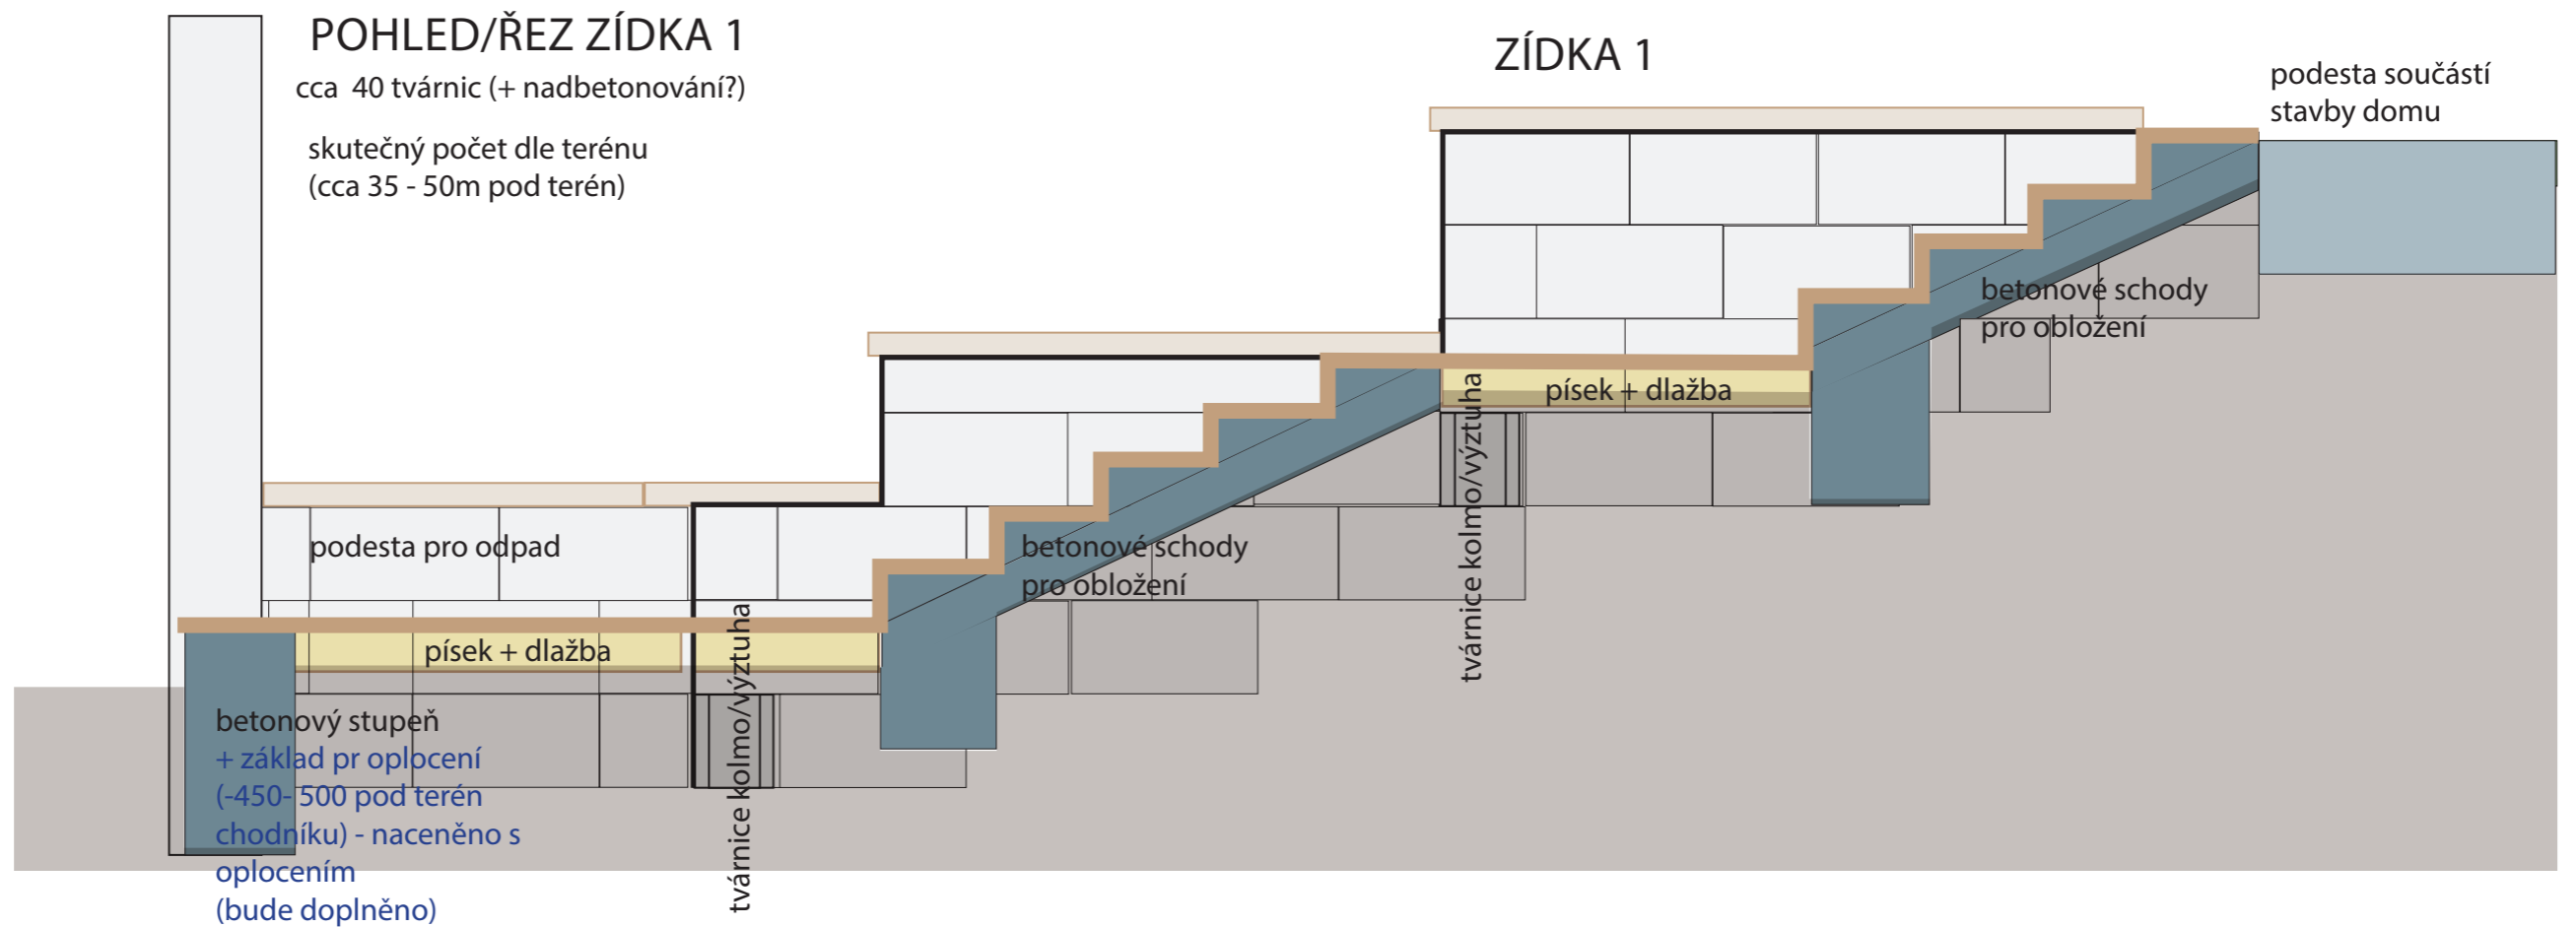 POHLED/ŘEZ ZÍDKA 1
cca  40 tvárnic (+ nadbetonování?)
skutečný počet dle terénu
(cca 35 - 50m pod terén)
ZÍDKA 1
podesta součástí
stavby domu
betonové schody
pro obložení
písek + dlažba
tvárnice kolmo/výztuha
podesta pro odpad
betonové schody
pro obložení
písek + dlažba
tvárnice kolmo/výztuha
betonový stupeň
+ základ pr oplocení
(-450- 500 pod terén
chodníku) - naceněno s
oplocením
(bude doplněno)